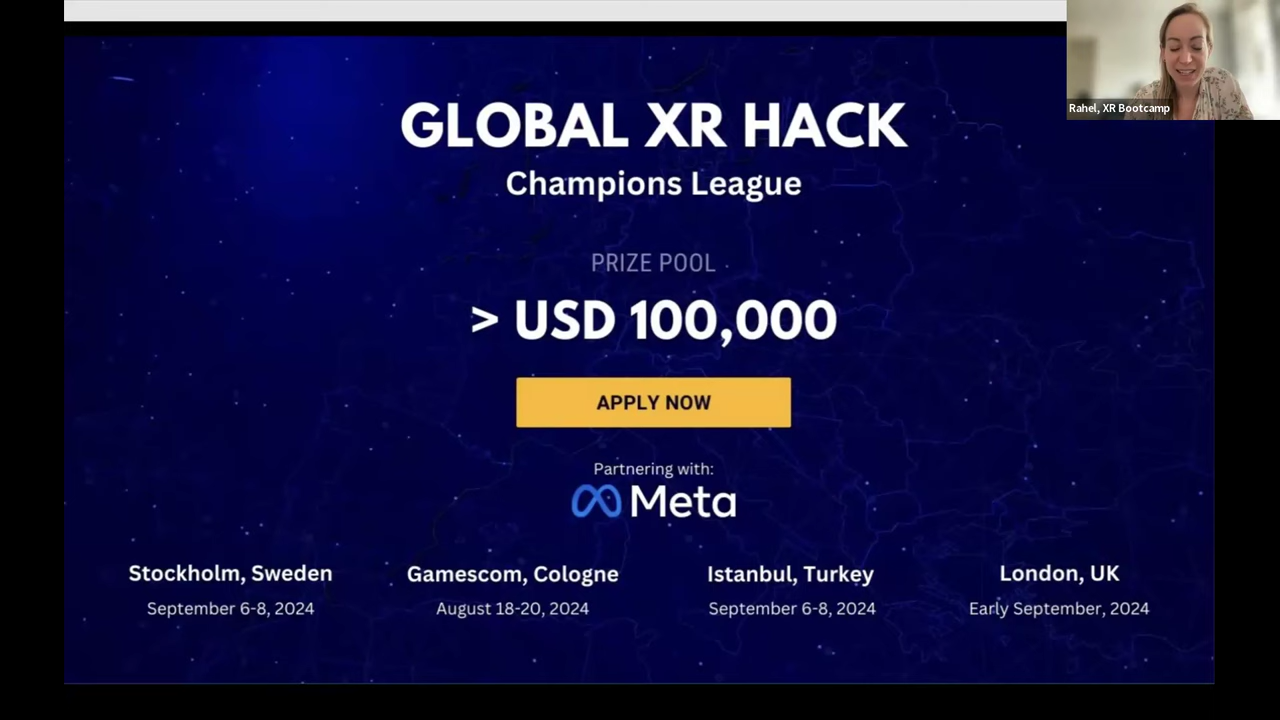 Rahel, XR Bootcamp
GLOBAL XR HACK
Champions League
PRIZE POOL
> USD 100,000
APPLY NOW
Partnering with:
Meta
Stockholm, Sweden
September 6-8, 2024
Gamescom, Cologne
August 18-20, 2024
Istanbul, Turkey
September 6-8, 2024
London, UK
Early September, 2024